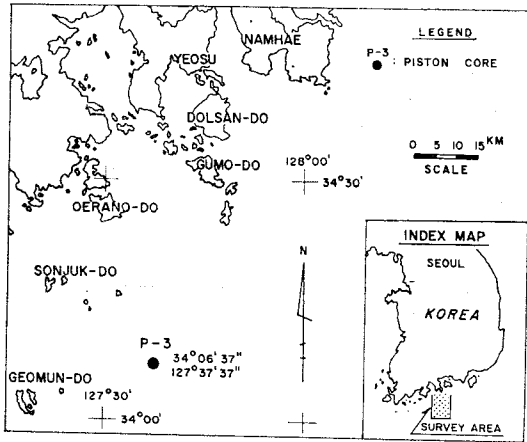 NAMHAE
YEOSU
DOLSAN-DO
GUMO-DO
OERANO-DO
SONJUK-DO
GEOMUN-DO
LEGEND
P-3
: PISTON CORE
0 5 10 15 KM
SCALE
128°00'
34°30'
N
P-3
34°06'37"
127°37'37"
127°30'
34°00'
INDEX MAP
SEOUL
KOREA
SURVEY AREA